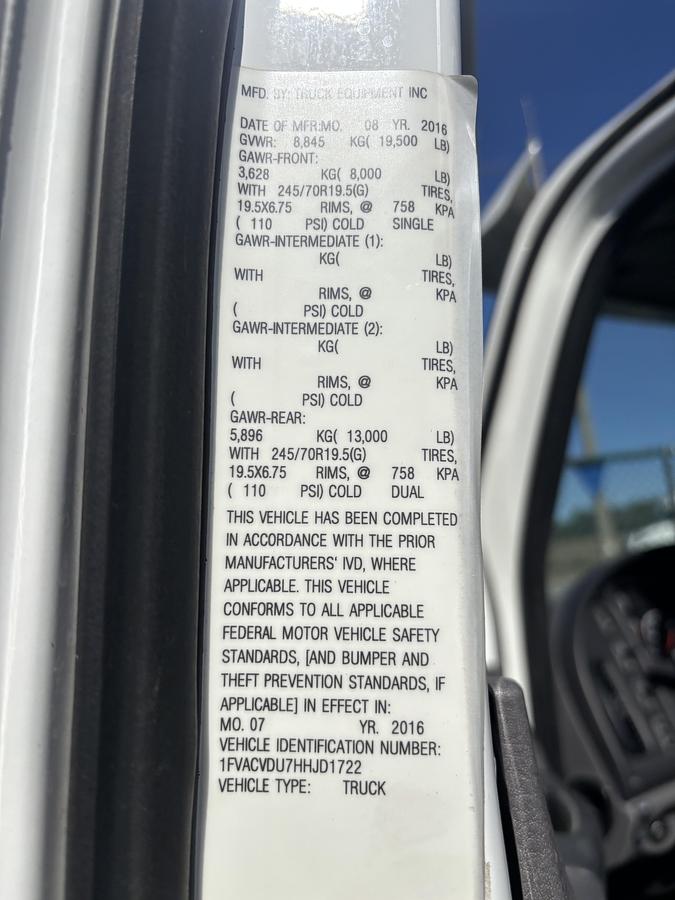 MFD. BY: TRUCK EQUIPMENT INC
DATE OF MFR:MO. 08 YR. 2016
GVWR: 8,845 KG( 19,500 LB)
GAWR-FRONT:
3,628 KG( 8,000 LB)
WITH 245/70R19.5(G) TIRES,
19.5X6.75 RIMS, @ 758 KPA
( 110 PSI) COLD SINGLE
GAWR-INTERMEDIATE (1):
KG( LB)
WITH TIRES,
RIMS, @ KPA
( PSI) COLD
GAWR-INTERMEDIATE (2):
KG( LB)
WITH TIRES,
RIMS, @ KPA
( PSI) COLD
GAWR-REAR:
5,896 KG( 13,000 LB)
WITH 245/70R19.5(G) TIRES,
19.5X6.75 RIMS, @ 758 KPA
( 110 PSI) COLD DUAL
THIS VEHICLE HAS BEEN COMPLETED
IN ACCORDANCE WITH THE PRIOR
MANUFACTURERS' IVD, WHERE
APPLICABLE. THIS VEHICLE
CONFORMS TO ALL APPLICABLE
FEDERAL MOTOR VEHICLE SAFETY
STANDARDS, [AND BUMPER AND
THEFT PREVENTION STANDARDS, IF
APPLICABLE] IN EFFECT IN:
MO. 07 YR. 2016
VEHICLE IDENTIFICATION NUMBER:
1FVACVDU7HHJD1722
VEHICLE TYPE: TRUCK